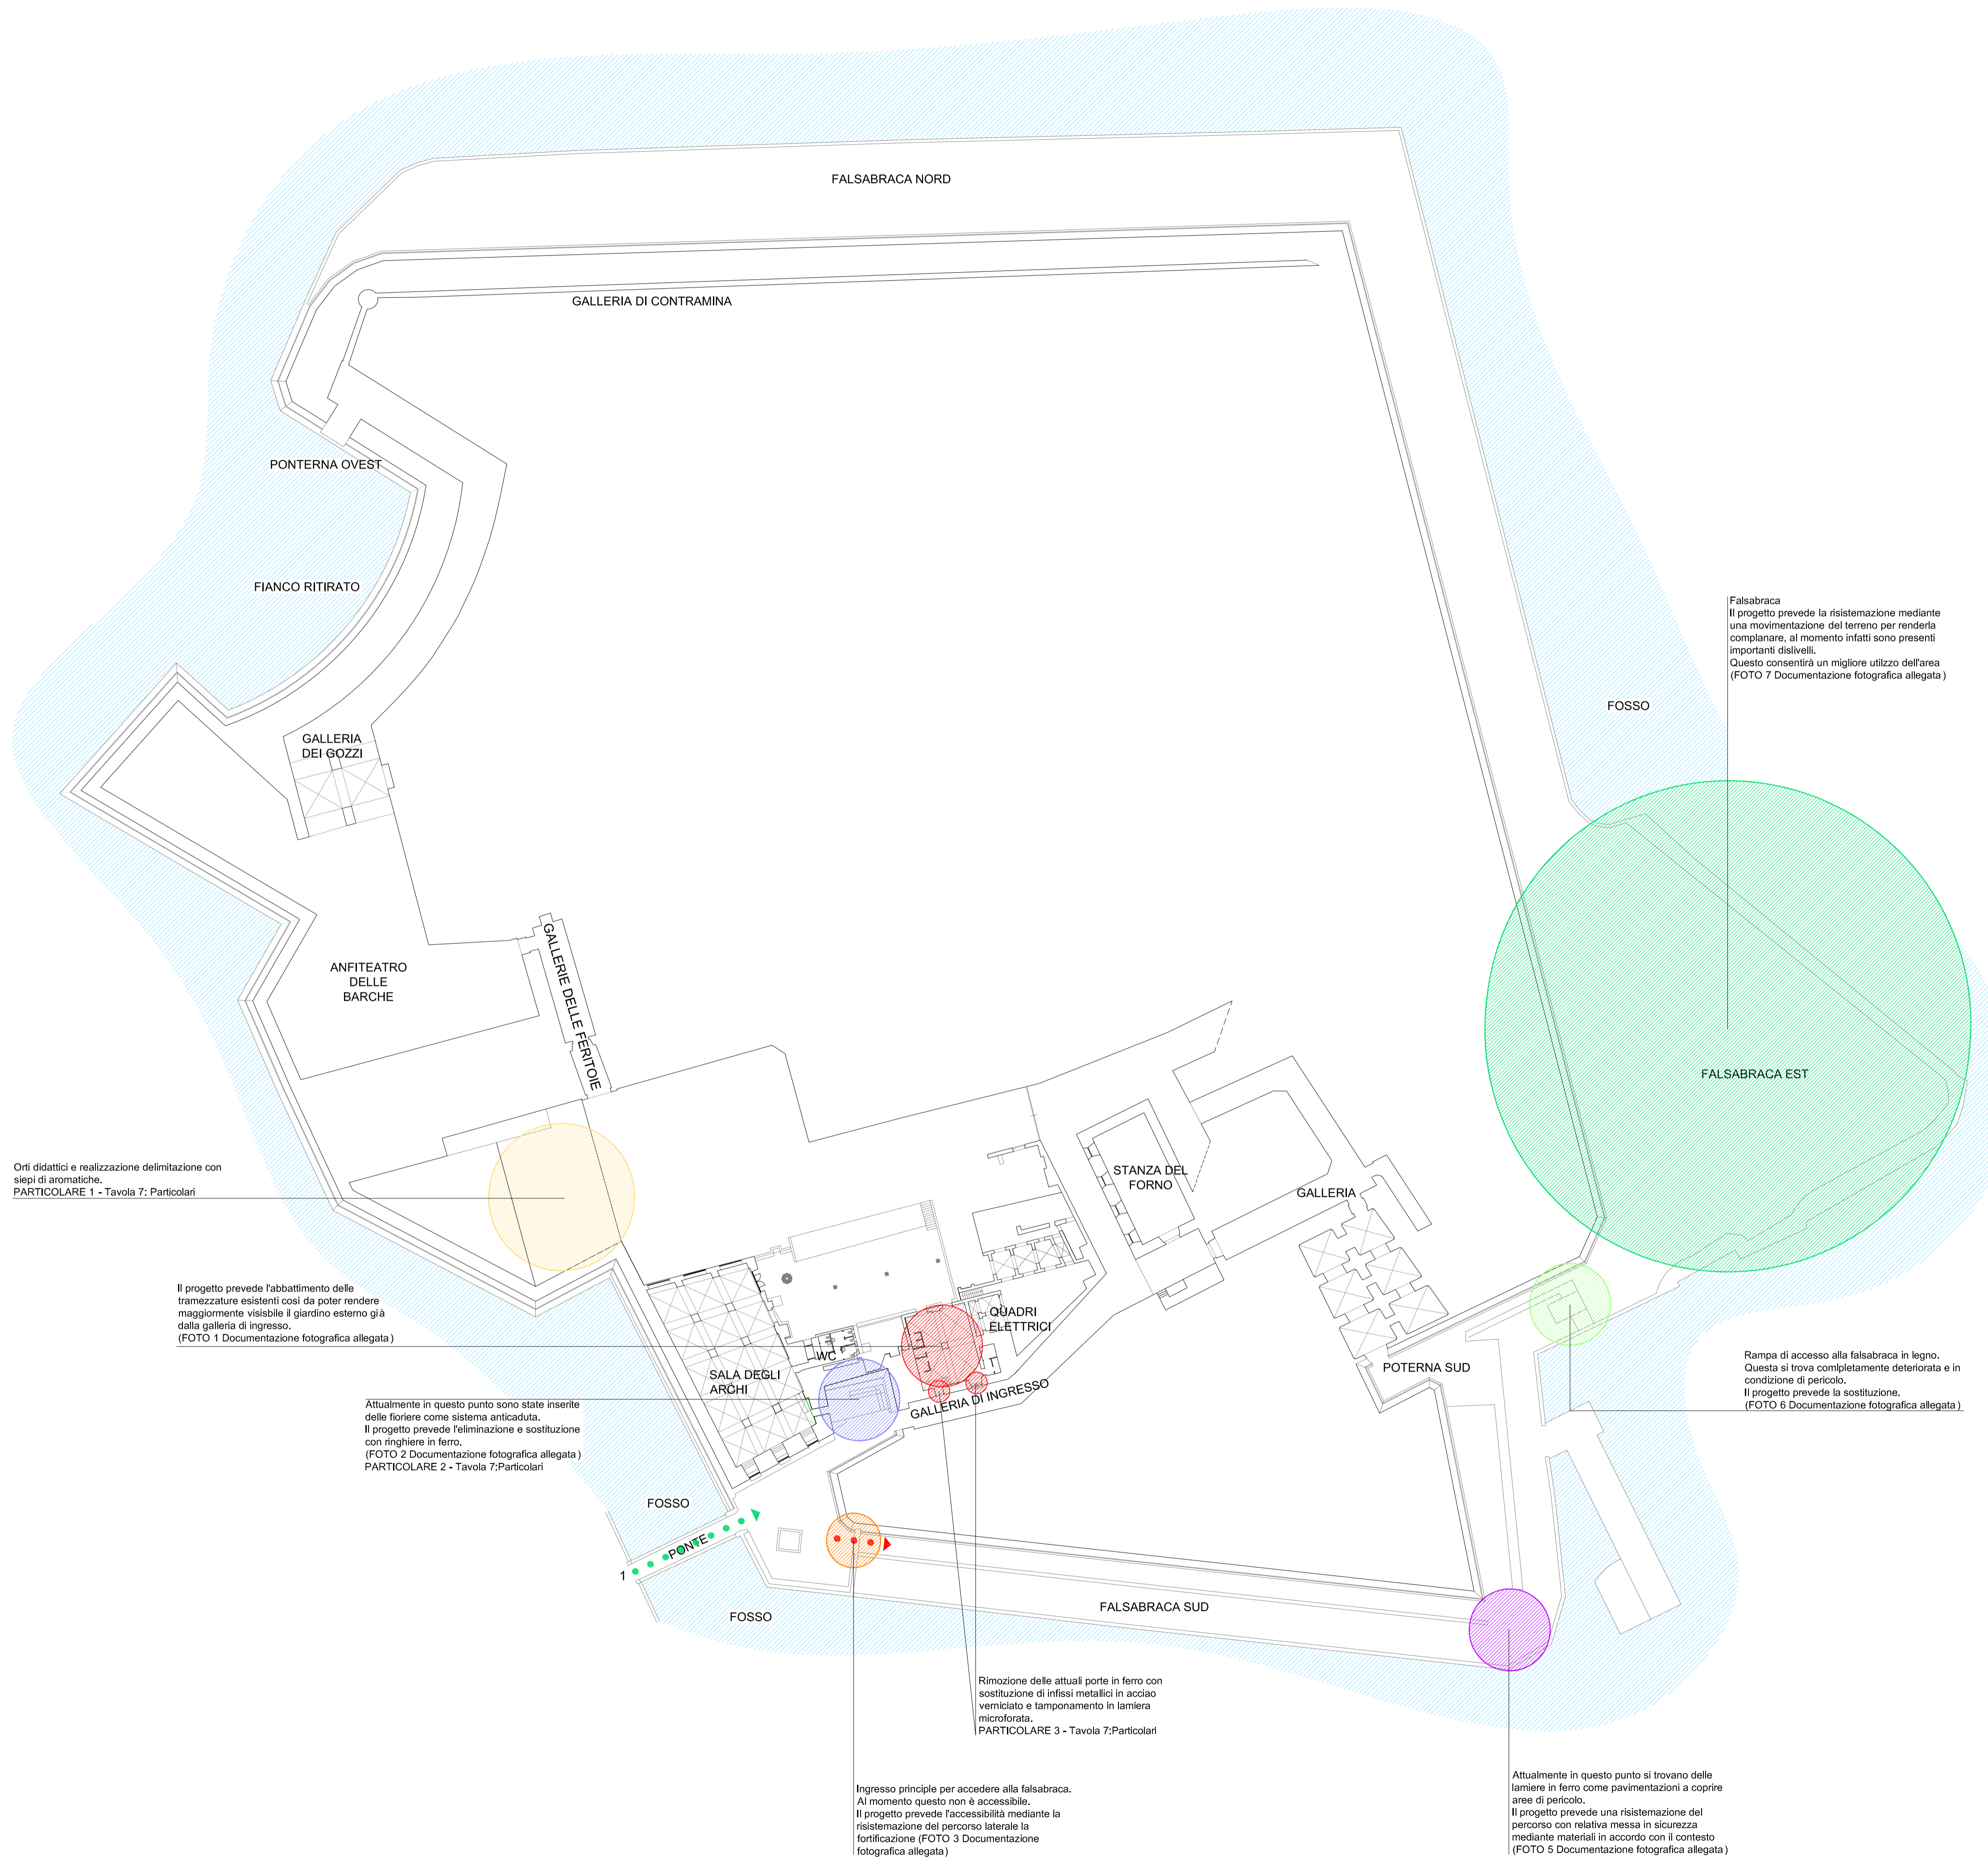 FALSABRACA NORD
GALLERIA DI CONTRAMINA
PONTERNA OVEST
FIANCO RITIRATO
Falsabraca
Il progetto prevede la risistemazione mediante
una movimentazione del terreno per renderla
complanare, al momento infatti sono presenti
importanti dislivelli.
Questo consentirà un migliore utilzzo dell'area
(FOTO 7 Documentazione fotografica allegata)
FOSSO
GALLERIA
DEI GOZZI
ANFITEATRO
DELLE
BARCHE
GALLERIE DELLE FERITOIE
FALSABRACA EST
Orti didattici e realizzazione delimitazione con
siepi di aromatiche.
PARTICOLARE 1 - Tavola 7: Particolari
STANZA DEL
FORNO
GALLERIA
Il progetto prevede l'abbattimento delle
tramezzature esistenti così da poter rendere
maggiormente visisbile il giardino esterno già
dalla galleria di ingresso.
(FOTO 1 Documentazione fotografica allegata)
QUADRI
ELETTRICI
WC
SALA DEGLI
ARCHI
GALLERIA DI INGRESSO
POTERNA SUD
Rampa di accesso alla falsabraca in legno.
Questa si trova comlpletamente deteriorata e in
condizione di pericolo.
Il progetto prevede la sostituzione.
(FOTO 6 Documentazione fotografica allegata)
Attualmente in questo punto sono state inserite
delle fioriere come sistema anticaduta.
Il progetto prevede l'eliminazione e sostituzione
con ringhiere in ferro.
(FOTO 2 Documentazione fotografica allegata)
PARTICOLARE 2 - Tavola 7:Particolari
FOSSO
PONTE
1
FOSSO
FALSABRACA SUD
Rimozione delle attuali porte in ferro con
sostituzione di infissi metallici in acciao
verniciato e tamponamento in lamiera
microforata.
PARTICOLARE 3 - Tavola 7:Particolari
Ingresso principle per accedere alla falsabraca.
Al momento questo non è accessibile.
Il progetto prevede l'accessibilità mediante la
risistemazione del percorso laterale la
fortificazione (FOTO 3 Documentazione
fotografica allegata)
Attualmente in questo punto si trovano delle
lamiere in ferro come pavimentazioni a coprire
aree di pericolo.
Il progetto prevede una risistemazione del
percorso con relativa messa in sicurezza
mediante materiali in accordo con il contesto
(FOTO 5 Documentazione fotografica allegata)